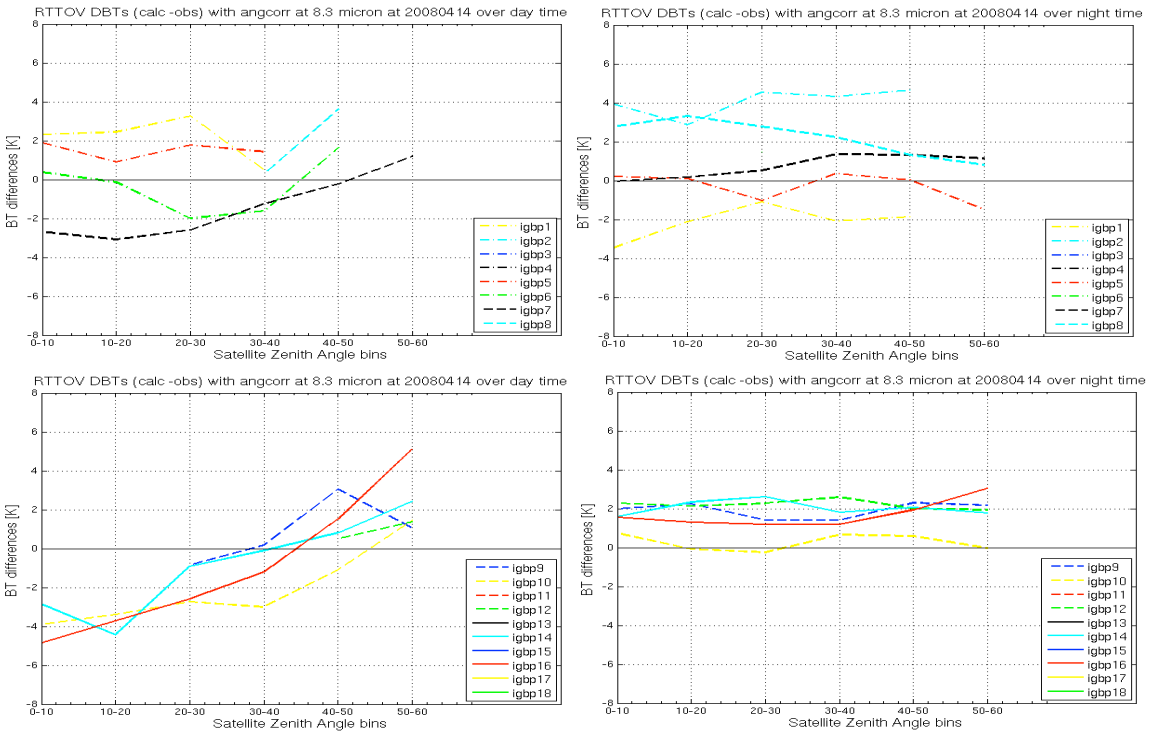 RTTOV DBTs (calc -obs) with angcorr at 8.3 micron at 20080414 over day time
8
6
4
2
0
-2
-4
-6
-8
BT differences [K]
0-10 10-20 20-30 30-40 40-50 50-60
Satellite Zenith Angle bins
igbp1
igbp2
igbp3
igbp4
igbp5
igbp6
igbp7
igbp8
RTTOV DBTs (calc -obs) with angcorr at 8.3 micron at 20080414 over night time
8
6
4
2
0
-2
-4
-6
-8
BT differences [K]
0-10 10-20 20-30 30-40 40-50 50-60
Satellite Zenith Angle bins
igbp1
igbp2
igbp3
igbp4
igbp5
igbp6
igbp7
igbp8
RTTOV DBTs (calc -obs) with angcorr at 8.3 micron at 20080414 over day time
8
6
4
2
0
-2
-4
-6
-8
BT differences [K]
0-10 10-20 20-30 30-40 40-50 50-60
Satellite Zenith Angle bins
igbp9
igbp10
igbp11
igbp12
igbp13
igbp14
igbp15
igbp16
igbp17
igbp18
RTTOV DBTs (calc -obs) with angcorr at 8.3 micron at 20080414 over night time
8
6
4
2
0
-2
-4
-6
-8
BT differences [K]
0-10 10-20 20-30 30-40 40-50 50-60
Satellite Zenith Angle bins
igbp9
igbp10
igbp11
igbp12
igbp13
igbp14
igbp15
igbp16
igbp17
igbp18